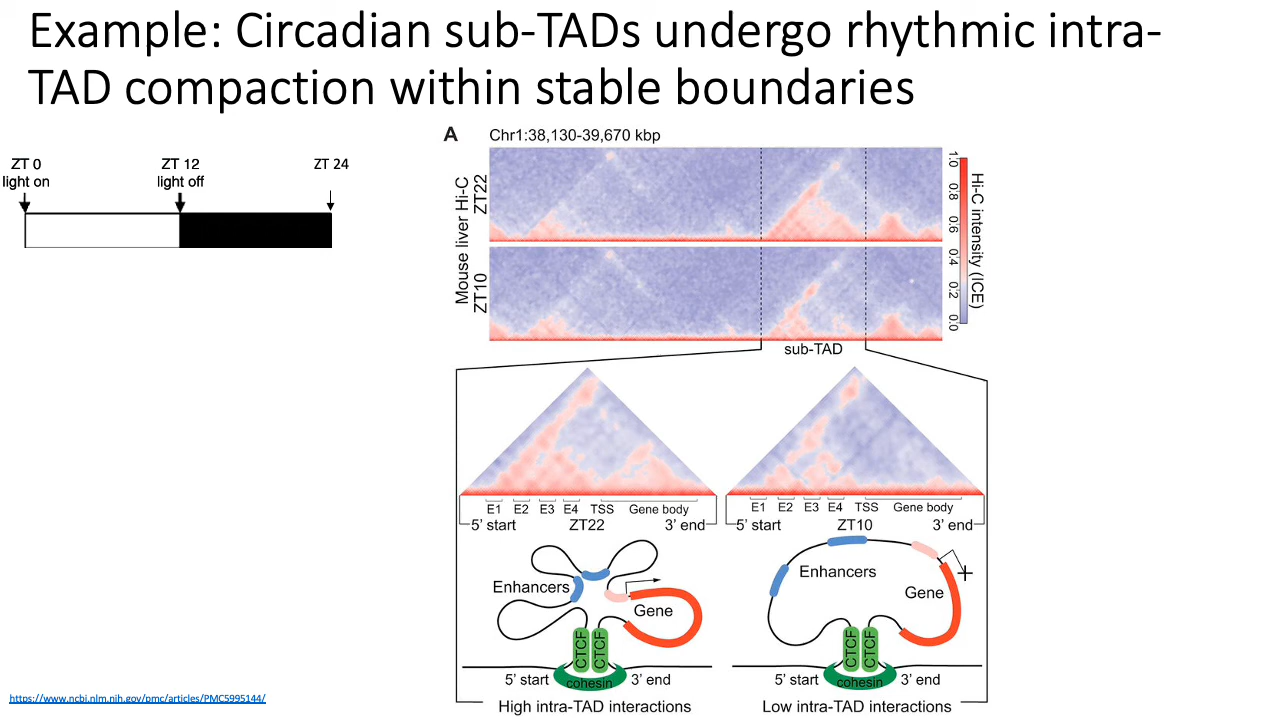 Example: Circadian sub-TADs undergo rhythmic intra-
TAD compaction within stable boundaries
ZT 0
light on
ZT 12
light off
ZT 24
A
Chr1:38,130-39,670 kbp
Mouse liver Hi-C
ZT22
ZT10
1.0
0.8
0.6
0.4
0.2
0.0
Hi-C intensity (ICE)
sub-TAD
E1 E2 E3 E4 TSS Gene body
5' start ZT22 3' end
E1 E2 E3 E4 TSS Gene body
5' start ZT10 3' end
Enhancers
Gene
CTCF CTCF
cohesin
5' start 3' end
High intra-TAD interactions
Enhancers
Gene
CTCF CTCF
cohesin
5' start 3' end
Low intra-TAD interactions
https://www.ncbi.nlm.nih.gov/pmc/articles/PMC5995144/